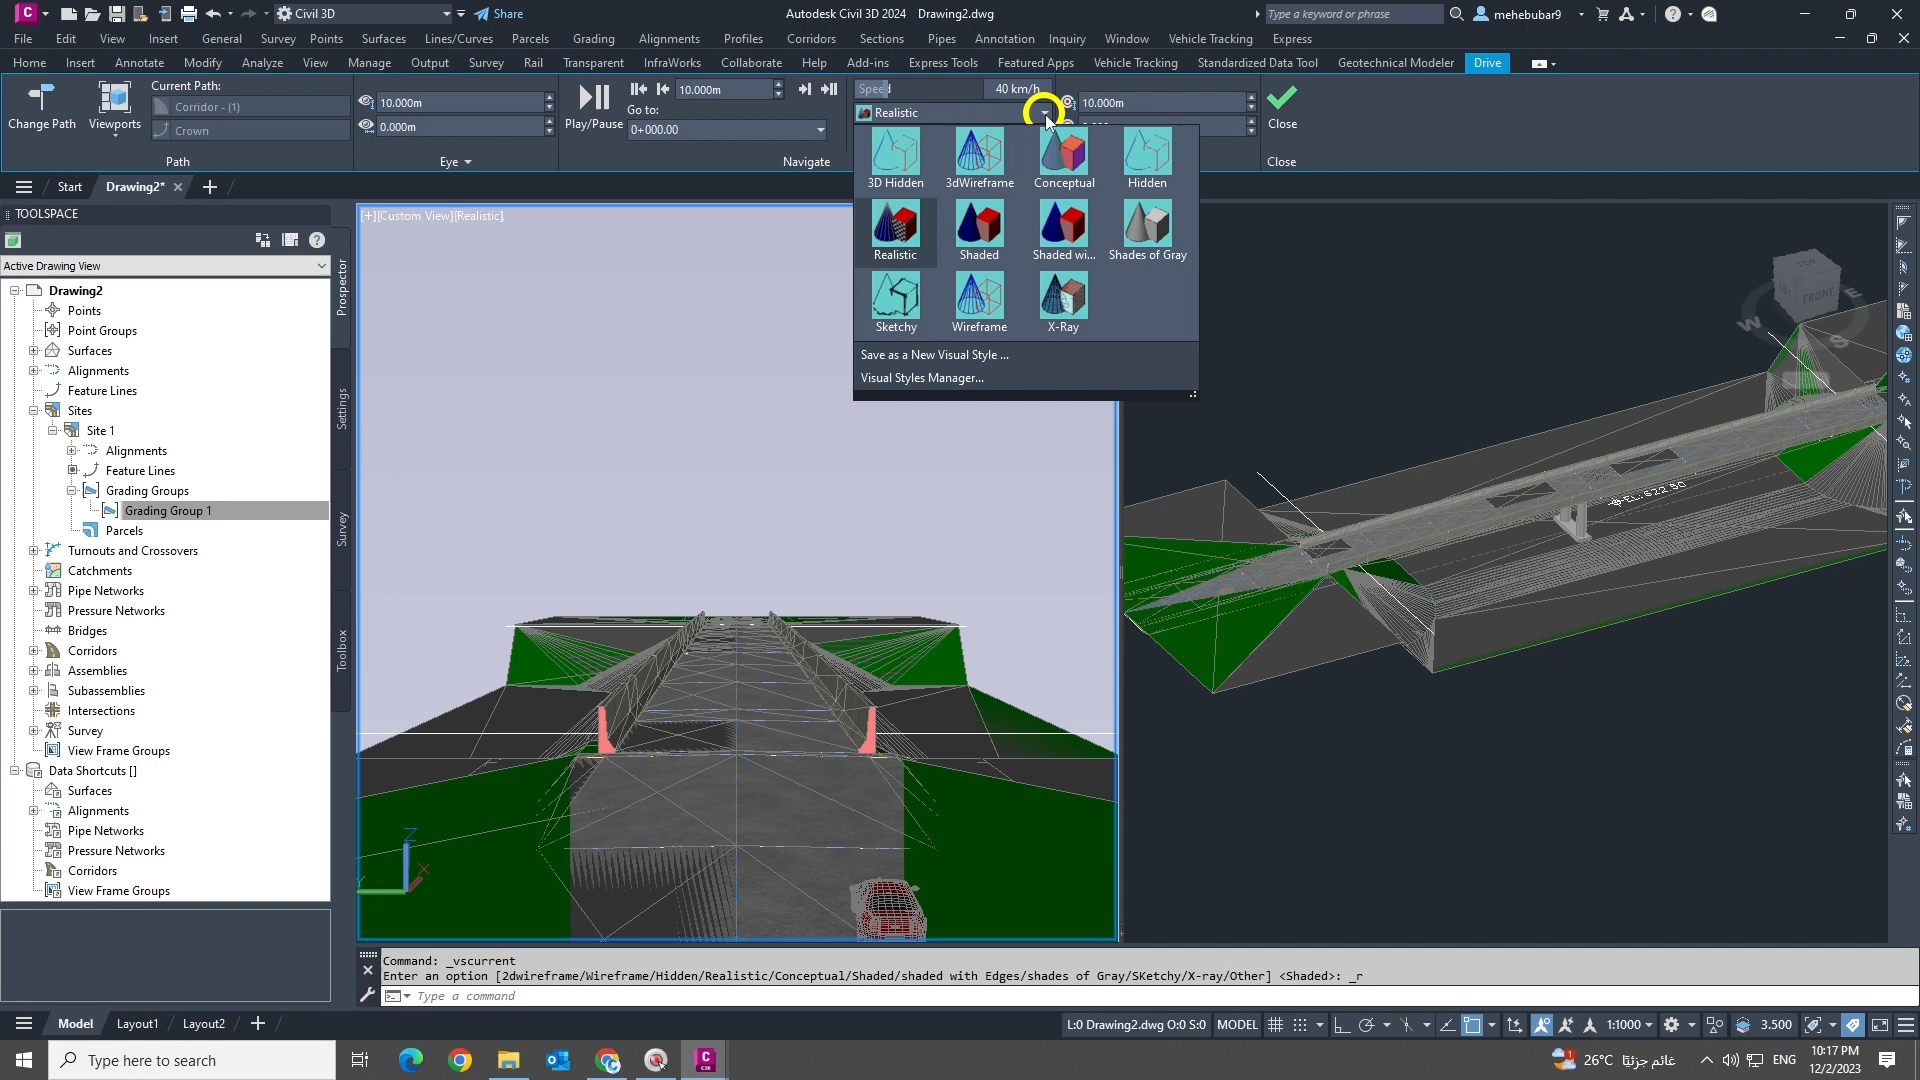 Civil 3D
Share
Autodesk Civil 3D 2024 Drawing2.dwg
Type a keyword or phrase
mehebubar9
File Edit View Insert General Survey Points Surfaces Lines/Curves Parcels Grading Alignments Profiles Corridors Sections Pipes Annotation Inquiry Window Vehicle Tracking Express
Home Insert Annotate Modify Analyze View Manage Output Survey Rail Transparent InfraWorks Collaborate Help Add-ins Express Tools Featured Apps Vehicle Tracking Standardized Data Tool Geotechnical Modeler Drive
Change Path
Viewports
Current Path:
Corridor - (1)
Crown
Path
10.000m
0.000m
Eye
Play/Pause
10.000m
Go to:
0+000.00
Navigate
Speed 40 km/h
Realistic
10.000m
Close
Close
3D Hidden 3dWireframe Conceptual Hidden
Realistic Shaded Shaded wi... Shades of Gray
Sketchy Wireframe X-Ray
Save as a New Visual Style ...
Visual Styles Manager...
Start Drawing2*
TOOLSPACE
Active Drawing View
Drawing2
Points
Point Groups
Surfaces
Alignments
Feature Lines
Sites
Site 1
Alignments
Feature Lines
Grading Groups
Grading Group 1
Parcels
Turnouts and Crossovers
Catchments
Pipe Networks
Pressure Networks
Bridges
Corridors
Assemblies
Subassemblies
Intersections
Survey
View Frame Groups
Data Shortcuts []
Surfaces
Alignments
Pipe Networks
Pressure Networks
Corridors
View Frame Groups
Prospector
Settings
Survey
Toolbox
[+][Custom View][Realistic]
Z
X
Y
TOP
FRONT
W
S
E
EL: 622.50
Command: _vscurrent
Enter an option [2dwireframe/Wireframe/Hidden/Realistic/Conceptual/Shaded/shaded with Edges/shades of Gray/SKetchy/X-ray/Other] <Shaded>: _r
Type a command
Model Layout1 Layout2
L:0 Drawing2.dwg O:0 S:0 MODEL 1:1000 3.500
Type here to search
26°C غائم جزئيًا
ENG
10:17 PM
12/2/2023